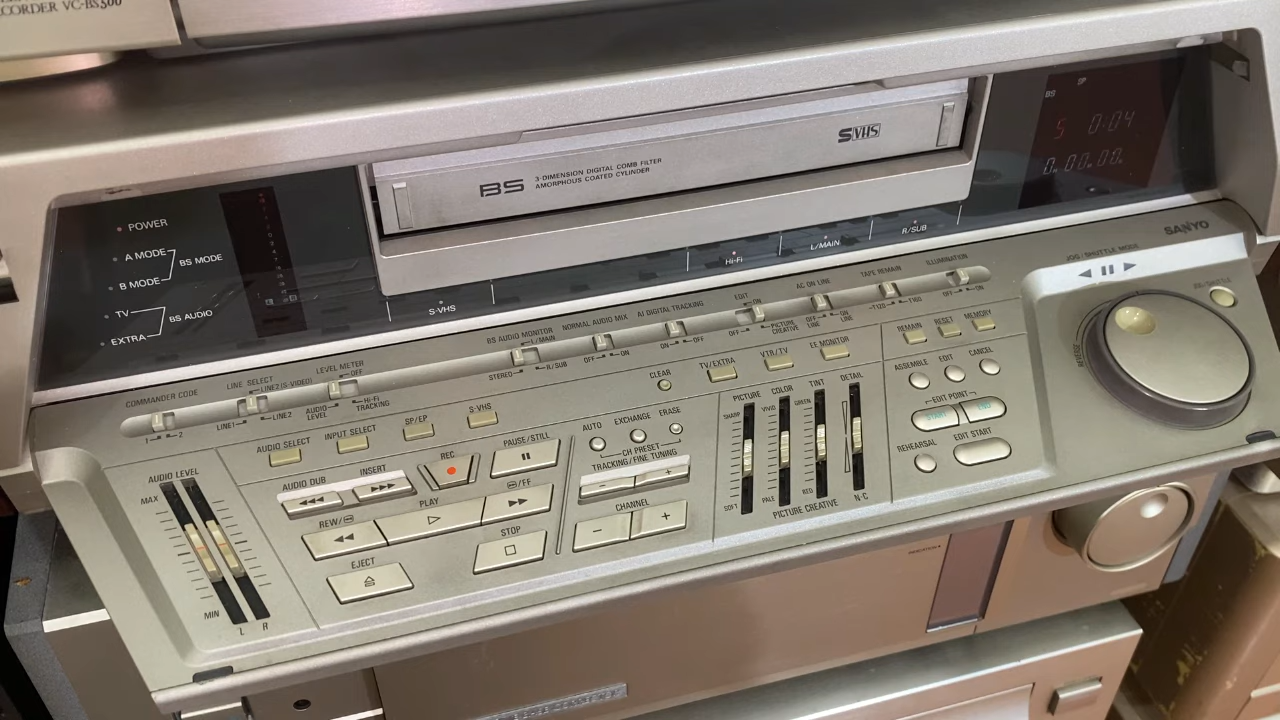 CORDER VC-BS500
BS
5 0:04
0.00.00.
S VHS
BS 3-DIMENSION DIGITAL COMB FILTER
AMORPHOUS COATED CYLINDER
POWER
A MODE
B MODE
BS MODE
TV
EXTRA
BS AUDIO
S-VHS
Hi-Fi
L/MAIN
R/SUB
SANYO
JOG/SHUTTLE MODE
REVERSE
COMMANDER CODE
1 2
LINE SELECT
LINE2(S-VIDEO)
LINE1 LINE2
LEVEL METER
OFF
AUDIO LEVEL
Hi-Fi TRACKING
BS AUDIO MONITOR
L/MAIN
STEREO R/SUB
NORMAL AUDIO MIX
OFF ON
AI DIGITAL TRACKING
ON OFF
EDIT
ON
OFF PICTURE CREATIVE
AC ON LINE
OFF LINE ON LINE
TAPE REMAIN
T120 T160
ILLUMINATION
OFF ON
AUDIO SELECT
INPUT SELECT
SP/EP
S-VHS
CLEAR
TV/EXTRA
VTR/TV
EE.MONITOR
REMAIN
RESET
MEMORY
AUDIO LEVEL
MAX
MIN
L R
AUDIO DUB
INSERT
REC
PAUSE/STILL
REW/
PLAY
/FF
EJECT
STOP
AUTO
EXCHANGE
ERASE
CH PRESET
TRACKING/FINE TUNING
- +
CHANNEL
- +
PICTURE
COLOR
TINT
DETAIL
SHARP
VIVID
GREEN
SOFT
PALE
RED
N·C
PICTURE CREATIVE
ASSEMBLE
EDIT
CANCEL
EDIT POINT
START
END
REHEARSAL
EDIT START